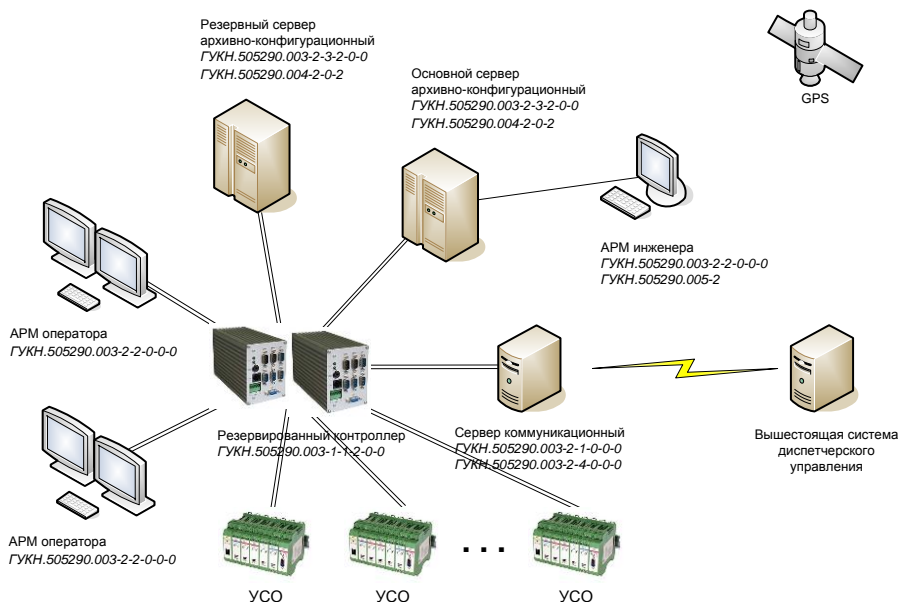 Резервный сервер
архивно-конфигурационный
ГУКН.505290.003-2-3-2-0-0
ГУКН.505290.004-2-0-2
Основной сервер
архивно-конфигурационный
ГУКН.505290.003-2-3-2-0-0
ГУКН.505290.004-2-0-2
GPS
АРМ инженера
ГУКН.505290.003-2-2-0-0-0
ГУКН.505290.005-2
АРМ оператора
ГУКН.505290.003-2-2-0-0-0
Резервированный контроллер
ГУКН.505290.003-1-1-2-0-0
Сервер коммуникационный
ГУКН.505290.003-2-1-0-0-0
ГУКН.505290.003-2-4-0-0-0
Вышестоящая система
диспетчерского
управления
АРМ оператора
ГУКН.505290.003-2-2-0-0-0
. . .
УСО
УСО
УСО